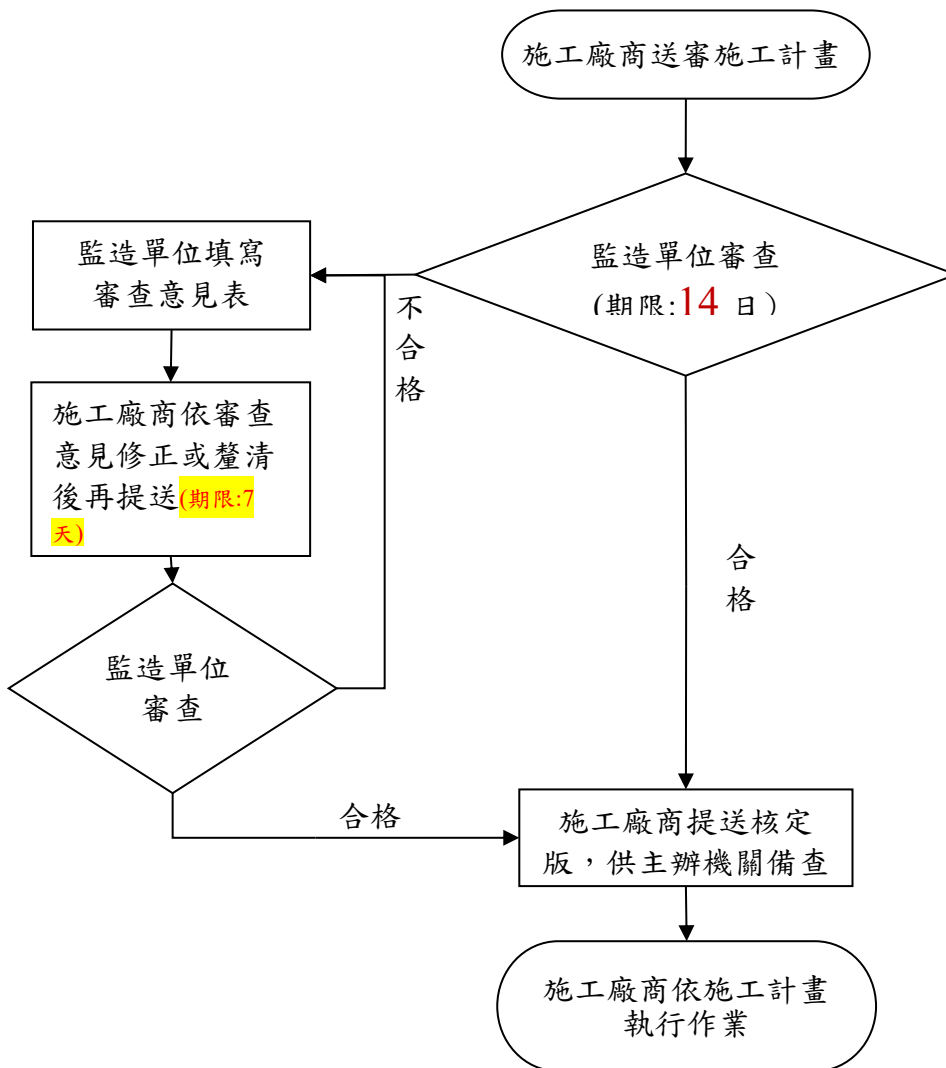 施工廠商送審施工計畫
監造單位審查
(期限:14 日)
不
合
格
監造單位填寫
審查意見表
施工廠商依審查
意見修正或釐清
後再提送(期限:7
天)
監造單位
審查
合
格
合格
施工廠商提送核定
版，供主辦機關備查
施工廠商依施工計畫
執行作業